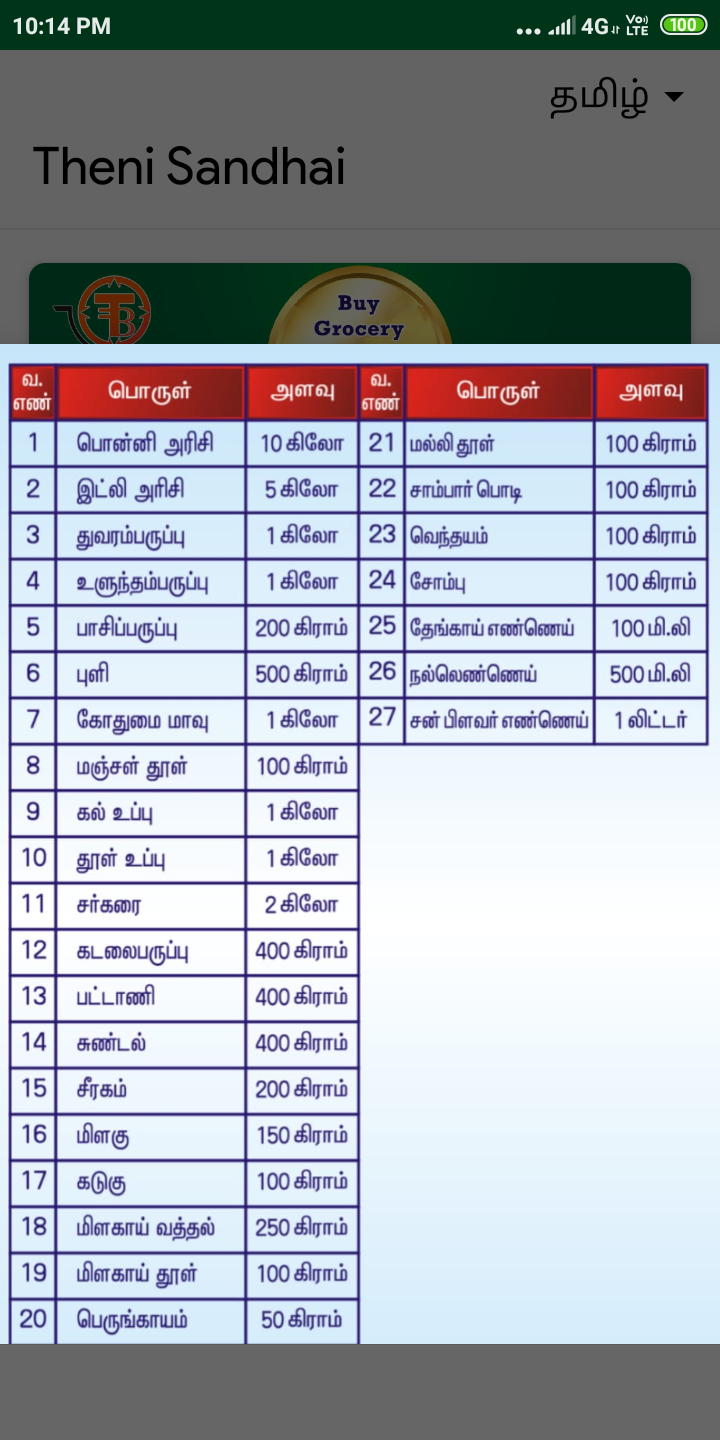 10:14 PM
4G Vo) LTE 100
தமிழ்
Theni Sandhai
B
Buy
Grocery
வ. எண் பொருள் அளவு வ. எண் பொருள் அளவு
1 பொன்னி அரிசி 10 கிலோ 21 மல்லி தூள் 100 கிராம்
2 இட்லி அரிசி 5 கிலோ 22 சாம்பார் பொடி 100 கிராம்
3 துவரம்பருப்பு 1 கிலோ 23 வெந்தயம் 100 கிராம்
4 உளுந்தம்பருப்பு 1 கிலோ 24 சோம்பு 100 கிராம்
5 பாசிப்பருப்பு 200 கிராம் 25 தேங்காய் எண்ணெய் 100 மி.லி
6 புளி 500 கிராம் 26 நல்லெண்ணெய் 500 மி.லி
7 கோதுமை மாவு 1 கிலோ 27 சன் பிளவர் எண்ணெய் 1 லிட்டர்
8 மஞ்சள் தூள் 100 கிராம்
9 கல் உப்பு 1 கிலோ
10 தூள் உப்பு 1 கிலோ
11 சர்கரை 2 கிலோ
12 கடலைபருப்பு 400 கிராம்
13 பட்டாணி 400 கிராம்
14 சுண்டல் 400 கிராம்
15 சீரகம் 200 கிராம்
16 மிளகு 150 கிராம்
17 கடுகு 100 கிராம்
18 மிளகாய் வத்தல் 250 கிராம்
19 மிளகாய் தூள் 100 கிராம்
20 பெருங்காயம் 50 கிராம்